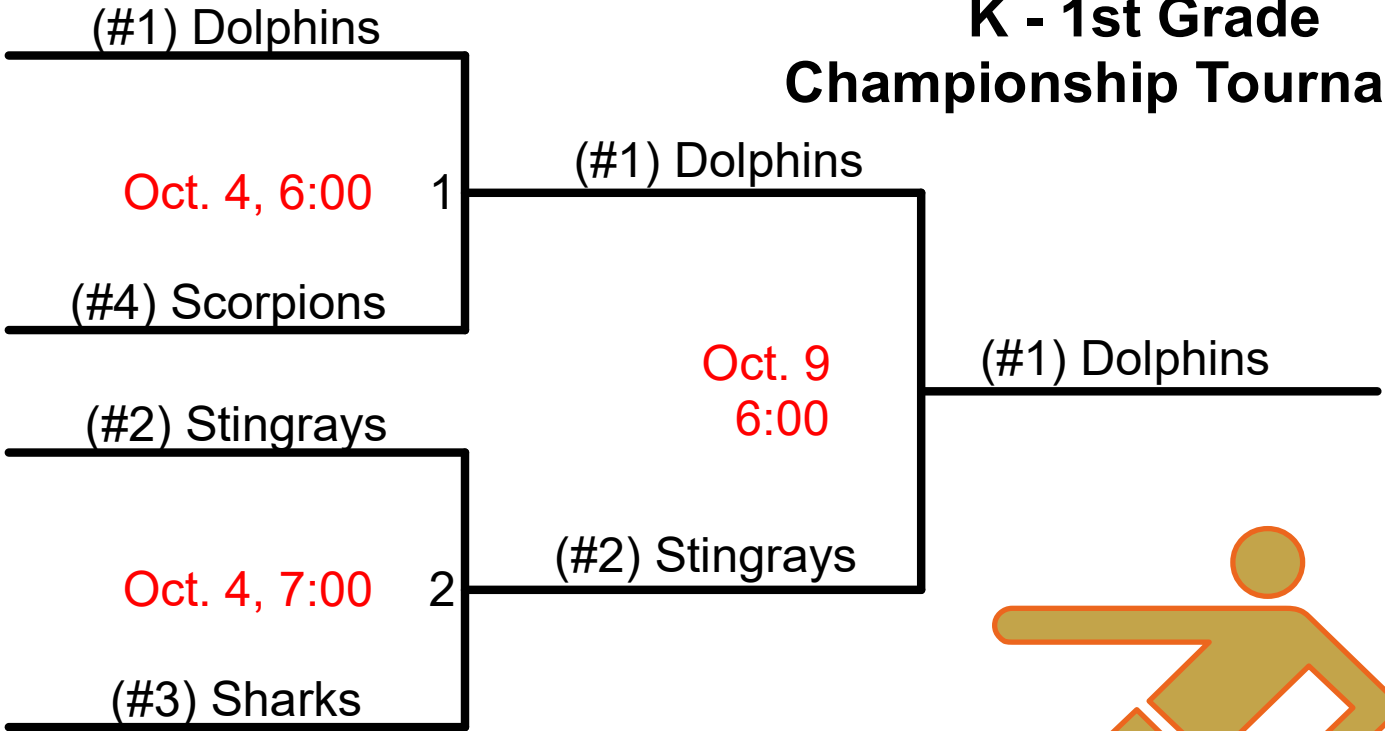 K - 1st Grade
Championship Tourna
(#1) Dolphins
Oct. 4, 6:00 1
(#4) Scorpions
(#2) Stingrays
Oct. 4, 7:00 2
(#3) Sharks
(#1) Dolphins
Oct. 9
6:00
(#2) Stingrays
(#1) Dolphins